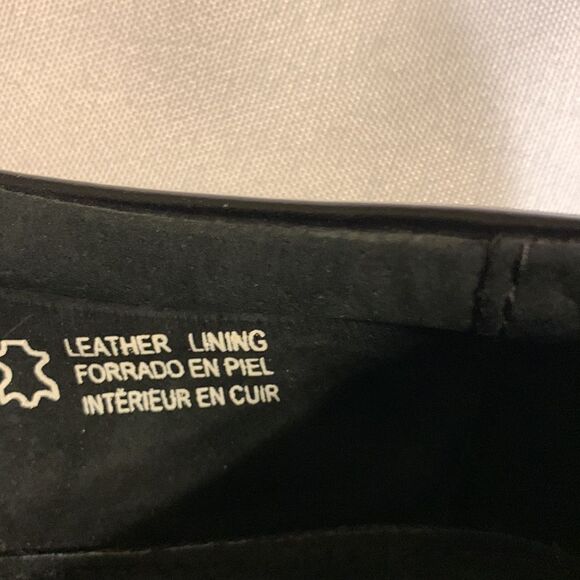 LEATHER LINING
FORRADO EN PIEL
INTÉRIEUR EN CUIR